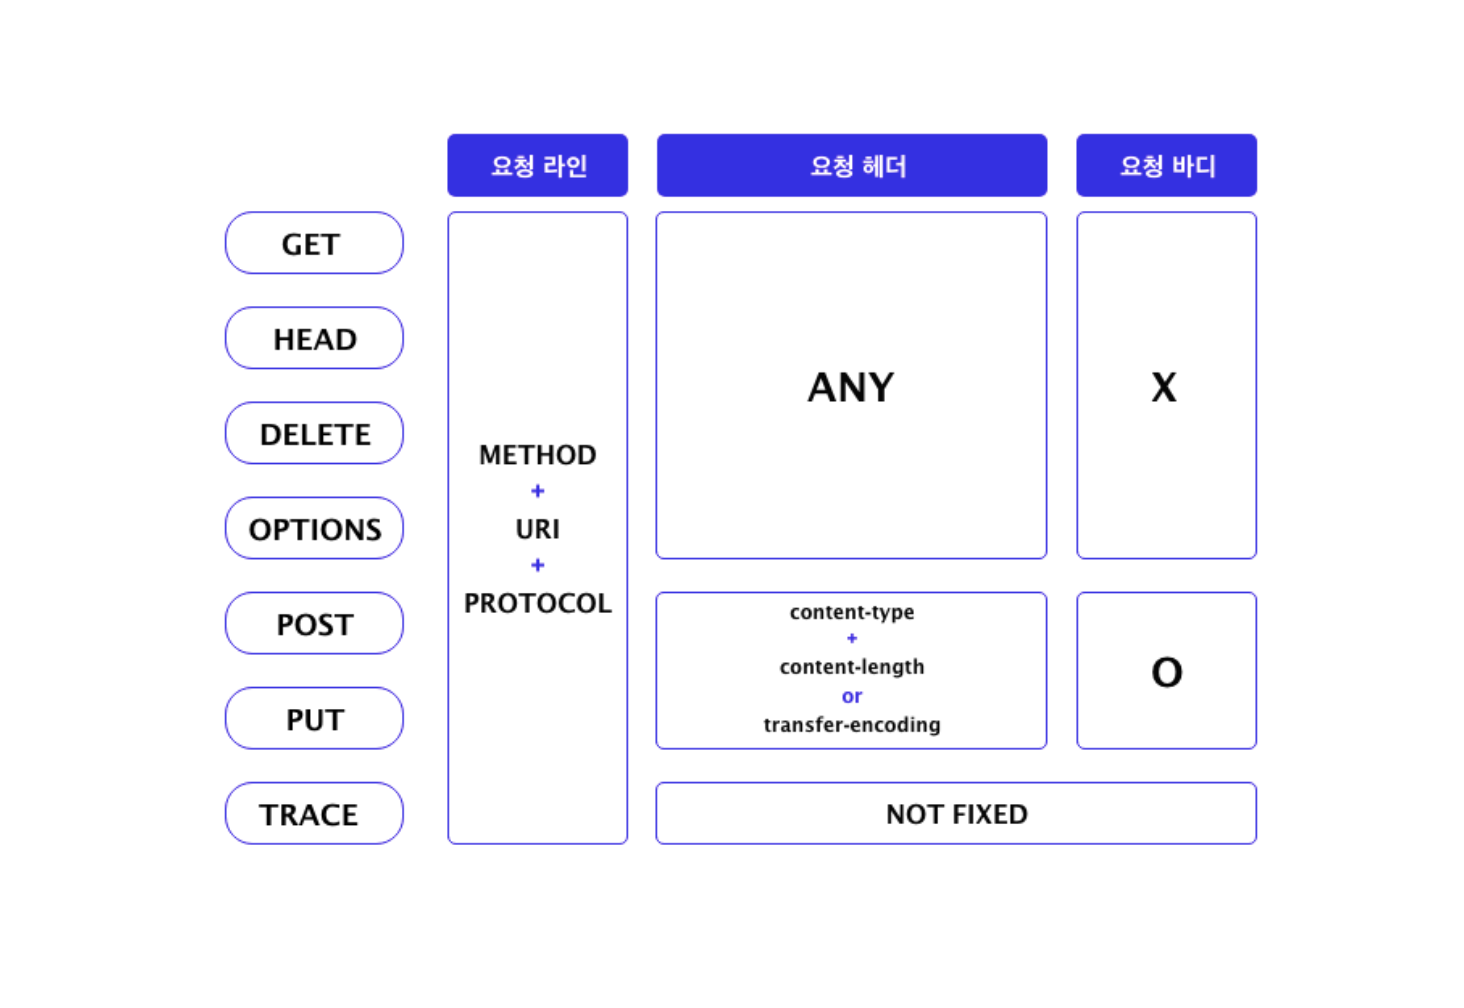 요청 라인
요청 헤더
요청 바디
GET
HEAD
DELETE
OPTIONS
POST
PUT
TRACE
METHOD
+
URI
+
PROTOCOL
ANY
X
content-type
+
content-length
or
transfer-encoding
O
NOT FIXED